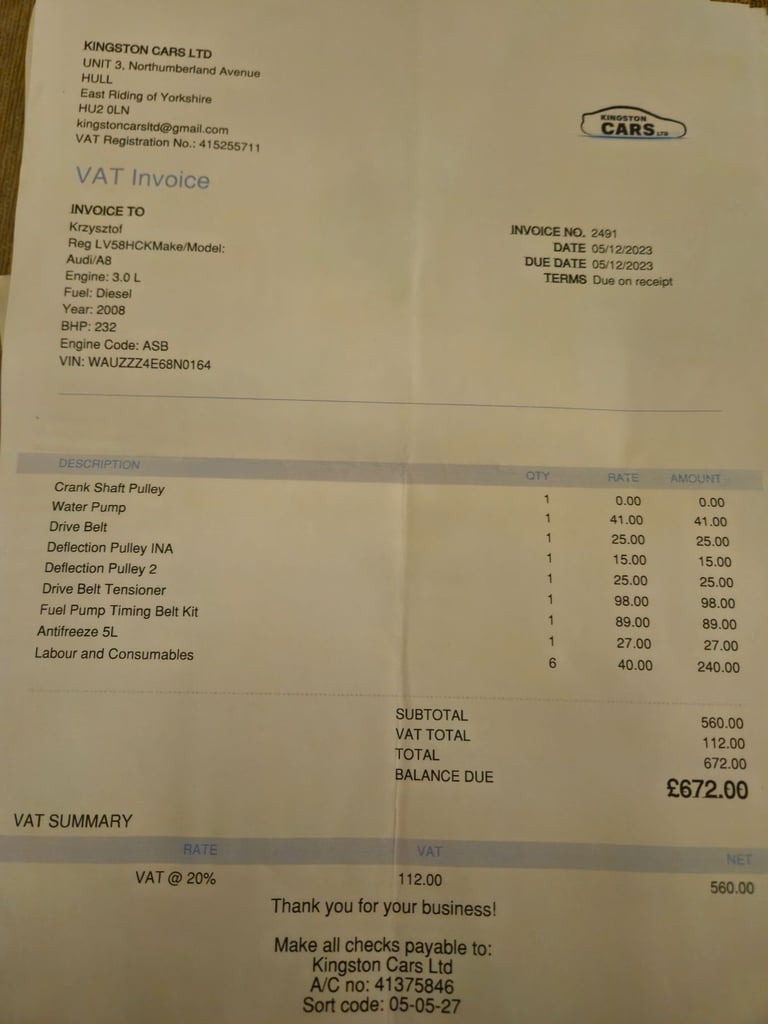 KINGSTON CARS LTD
UNIT 3, Northumberland Avenue
HULL
East Riding of Yorkshire
HU2 0LN
kingstoncarsltd@gmail.com
VAT Registration No.: 415255711
KINGSTON
CARS LTD
VAT Invoice
INVOICE TO
Krzysztof
Reg LV58HCKMake/Model:
Audi/A8
Engine: 3.0 L
Fuel: Diesel
Year: 2008
BHP: 232
Engine Code: ASB
VIN: WAUZZZ4E68N0164
INVOICE NO. 2491
DATE 05/12/2023
DUE DATE 05/12/2023
TERMS Due on receipt
DESCRIPTION QTY RATE AMOUNT
Crank Shaft Pulley 1 0.00 0.00
Water Pump 1 41.00 41.00
Drive Belt 1 25.00 25.00
Deflection Pulley INA 1 15.00 15.00
Deflection Pulley 2 1 25.00 25.00
Drive Belt Tensioner 1 98.00 98.00
Fuel Pump Timing Belt Kit 1 89.00 89.00
Antifreeze 5L 1 27.00 27.00
Labour and Consumables 6 40.00 240.00
SUBTOTAL 560.00
VAT TOTAL 112.00
TOTAL 672.00
BALANCE DUE £672.00
VAT SUMMARY
RATE VAT NET
VAT @ 20% 112.00 560.00
Thank you for your business!
Make all checks payable to:
Kingston Cars Ltd
A/C no: 41375846
Sort code: 05-05-27